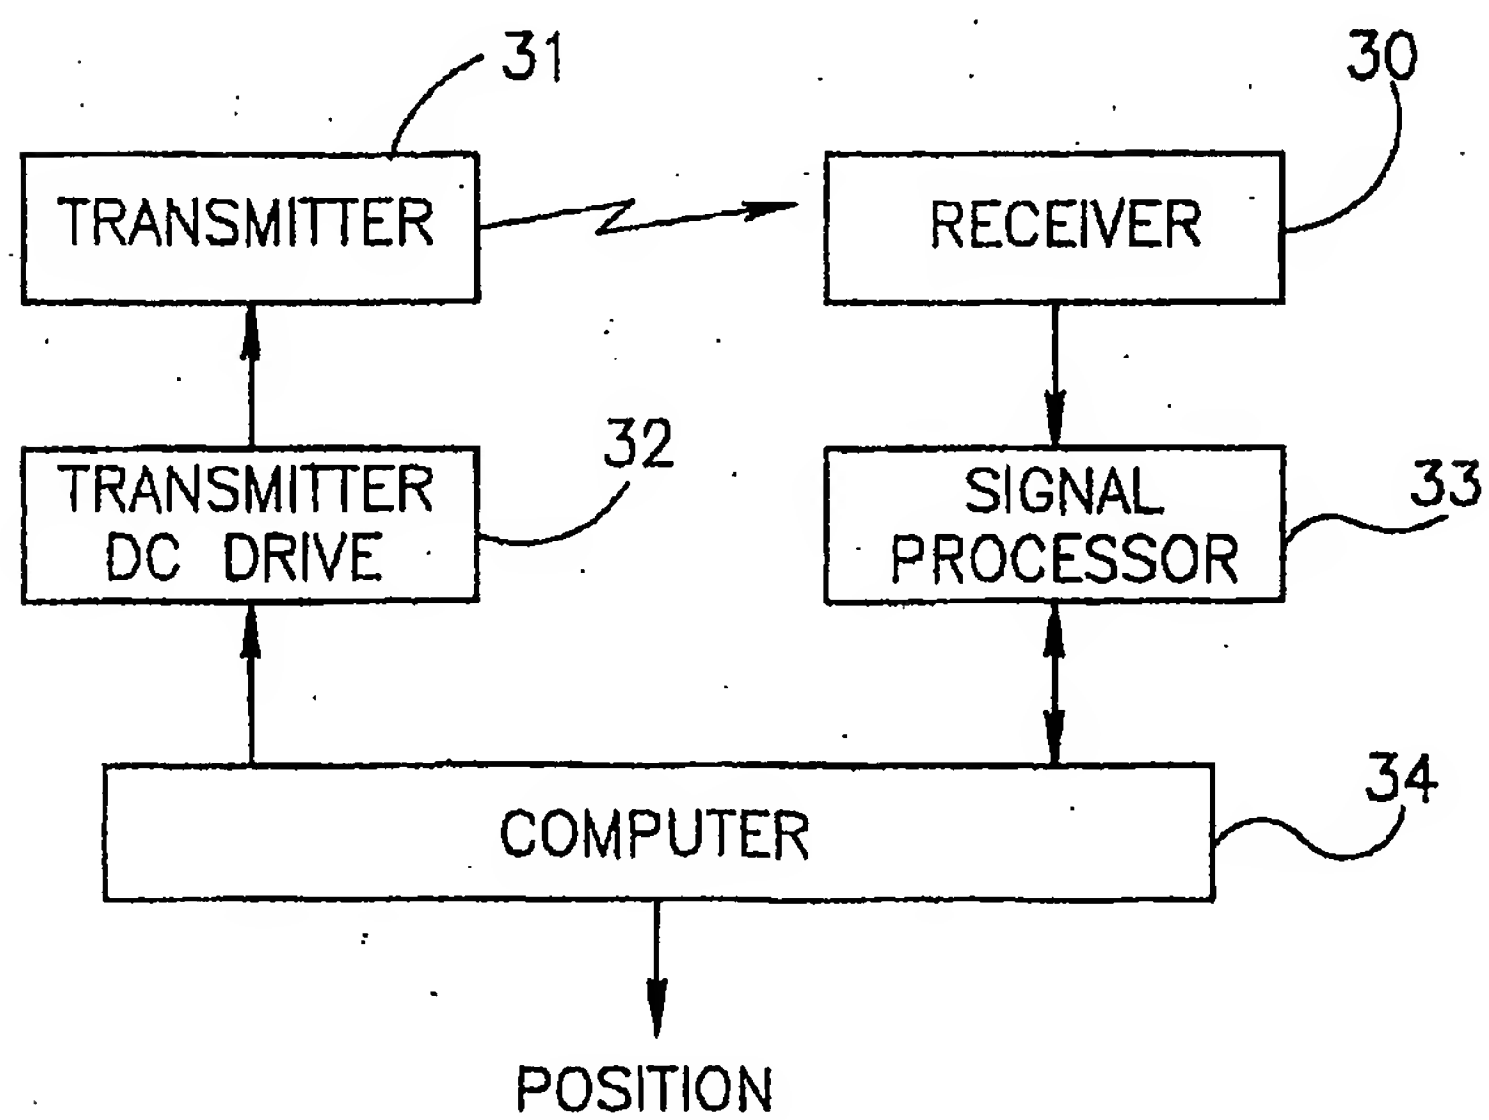 31
30
TRANSMITTER
RECEIVER
32
TRANSMITTER
DC DRIVE
SIGNAL
PROCESSOR
33
COMPUTER
34
POSITION